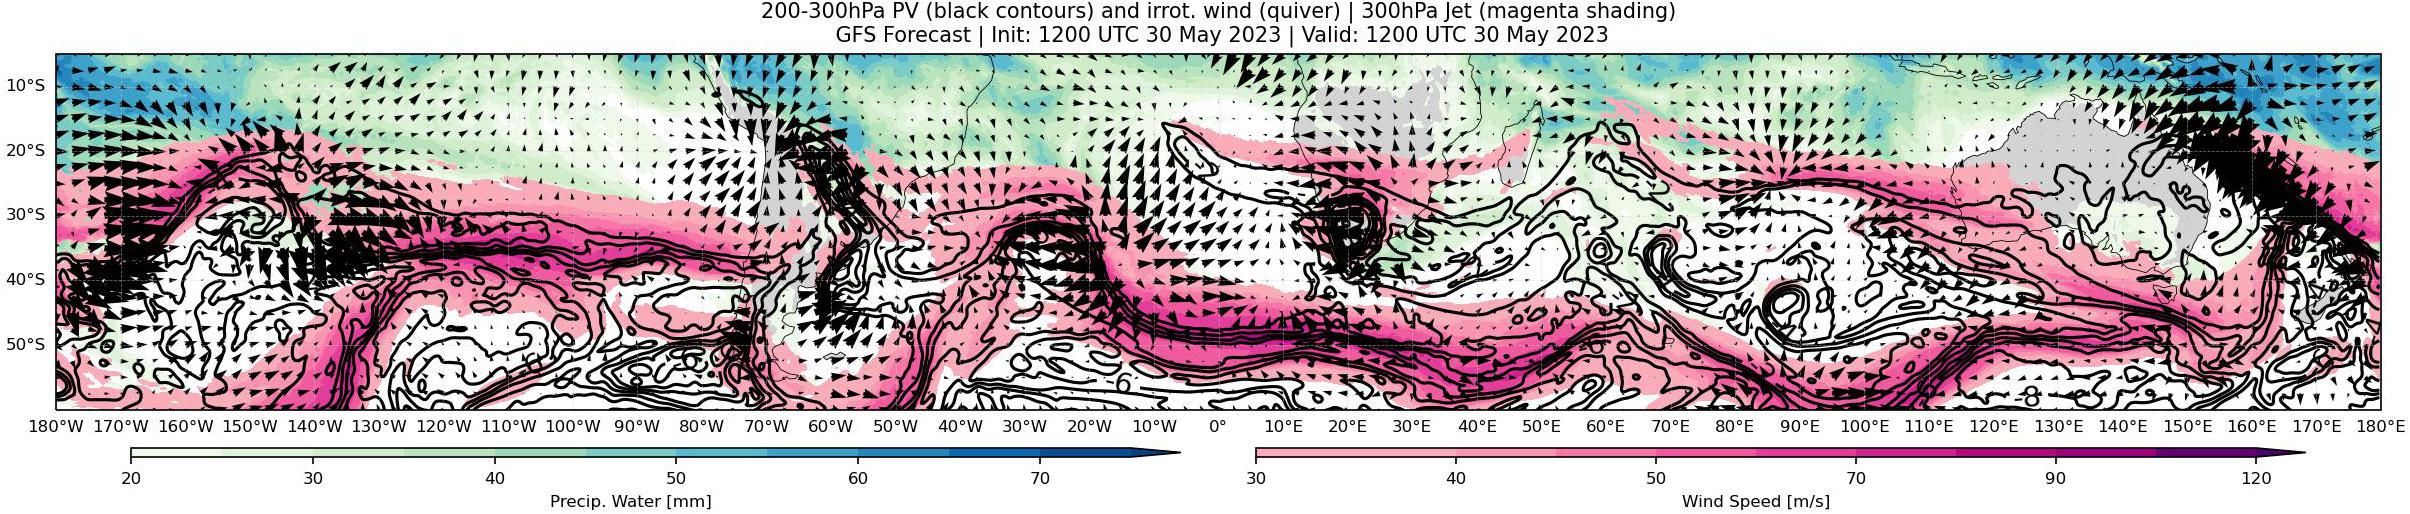 200-300hPa PV (black contours) and irrot. wind (quiver) | 300hPa Jet (magenta shading)
GFS Forecast | Init: 1200 UTC 30 May 2023 | Valid: 1200 UTC 30 May 2023
10°S
20°S
30°S
40°S
50°S
6
8
180°W 170°W 160°W 150°W 140°W 130°W 120°W 110°W 100°W 90°W 80°W 70°W 60°W 50°W 40°W 30°W 20°W 10°W 0° 10°E 20°E 30°E 40°E 50°E 60°E 70°E 80°E 90°E 100°E 110°E 120°E 130°E 140°E 150°E 160°E 170°E 180°E
20 30 40 50 60 70
Precip. Water [mm]
30 40 50 70 90 120
Wind Speed [m/s]